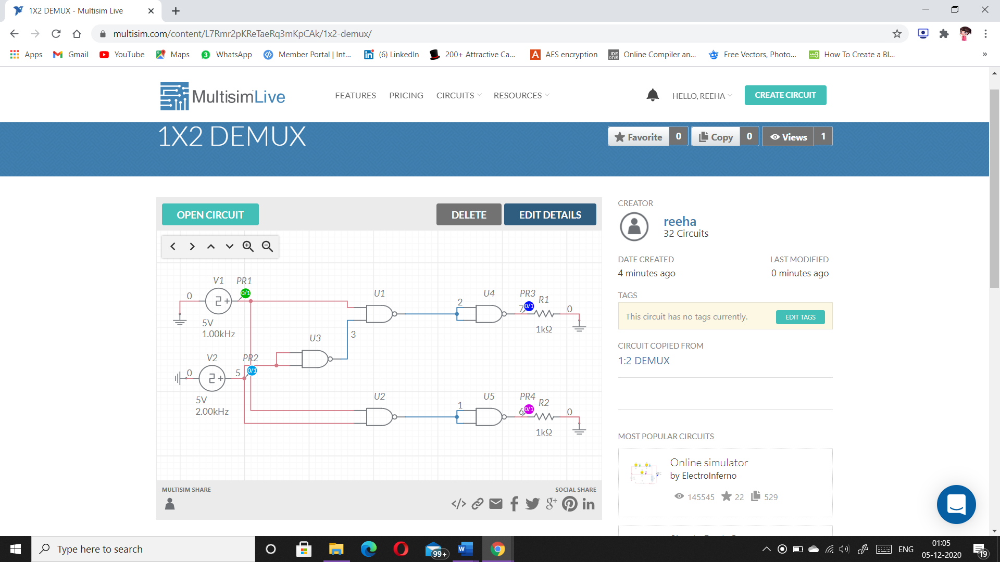 1X2 DEMUX - Multisim Live
multisim.com/content/L7Rmr2pKReTaeRq3mKpCAk/1x2-demux/
Apps Gmail YouTube Maps WhatsApp Member Portal | Int... (6) LinkedIn 200+ Attractive Ca... AES encryption Online Compiler an... Free Vectors, Photo... How To Create a Bl...
MultisimLive
FEATURES PRICING CIRCUITS RESOURCES HELLO, REEHA CREATE CIRCUIT
1X2 DEMUX
Favorite 0 Copy 0 Views 1
OPEN CIRCUIT DELETE EDIT DETAILS
V1 PR1
0 0/1
5V
1.00kHz
V2 PR2
0 5 0/1
5V
2.00kHz
U3
3
U1 U4 PR3 R1
2 7 0/1 0
1kΩ
U2 U5 PR4 R2
1 6 0/1 0
1kΩ
MULTISIM SHARE SOCIAL SHARE
CREATOR
reeha
32 Circuits
DATE CREATED LAST MODIFIED
4 minutes ago 0 minutes ago
TAGS
This circuit has no tags currently. EDIT TAGS
CIRCUIT COPIED FROM
1:2 DEMUX
MOST POPULAR CIRCUITS
Online simulator
by ElectroInferno
145545 22 529
Type here to search
99+
ENG
01:05
05-12-2020
19